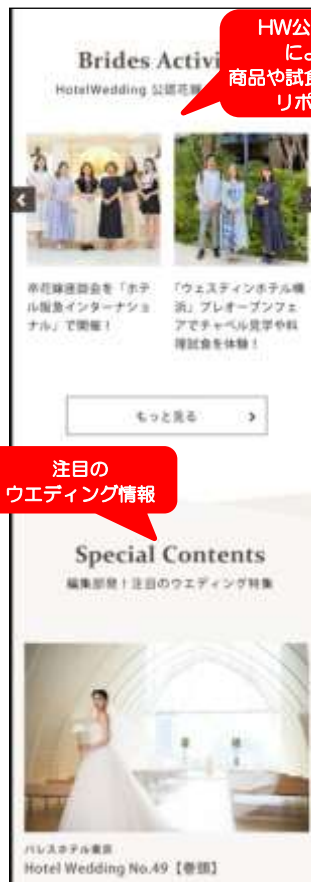 HW公
によ
商品や試食
リポ
Brides Activi
HotelWedding 公認花嫁
卒花嫁座談会を「ホテ
ル阪急インターナショ
ナル」で開催!
「ウェスティンホテル横
浜」プレオープンフェ
アでチャペル見学や料
理試食を体験!
もっと見る
注目の
ウエディング情報
Special Contents
編集部発!注目のウエディング特集
パレスホテル東京
Hotel Wedding No.49【巻頭】